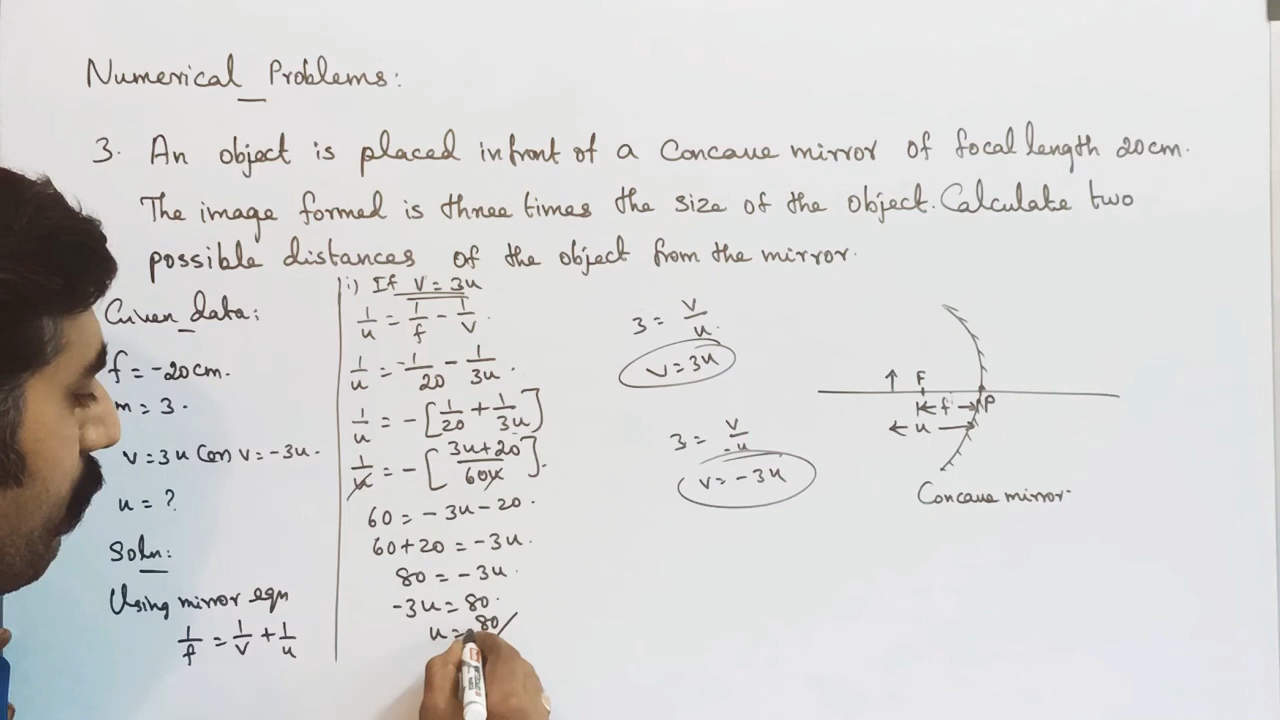 Numerical Problems:
3. An object is placed infront of a Concave mirror of focal length 20cm.
The image formed is three times the size of the object. Calculate two
possible distances of the object from the mirror.
Given data:
f = -20cm.
m = 3.
v = 3u (or) v = -3u.
u = ?
Soln:
Using mirror eqn
1/f = 1/v + 1/u
i) If v = 3u
1/u = 1/f - 1/v.
1/u = -1/20 - 1/3u.
1/u = -[1/20 + 1/3u]
1/u = -[3u+20/60u].
60 = -3u-20.
60+20 = -3u.
80 = -3u.
-3u = 80.
u = 80/
3 = v/u.
v = 3u
3 = v/-u
v = -3u
F
f
P
u
Concave mirror.